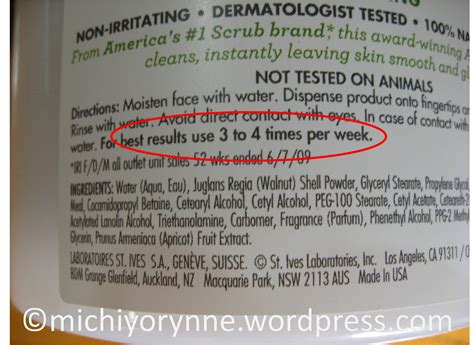 NON-IRRITATING • DERMATOLOGIST TESTED • 100% NA
From America's #1 Scrub brand,* this award-winning
cleans, instantly leaving skin smooth and
NOT TESTED ON ANIMALS
Directions: Moisten face with water. Dispense product onto fingertips
Rinse with water. Avoid direct contact with eyes. In case of contact
water. For best results use 3 to 4 times per week.
*IRI F/D/M all outlet unit sales 52 wks ended 6/7/09
INGREDIENTS: Water (Aqua, Eau), Juglans Regia (Walnut) Shell Powder, Glyceryl Stearate, Propylene
Mead, Cocamidopropyl Betaine, Cetearyl Alcohol, Cetyl Alcohol, PEG-100 Stearate, Cetyl Acetate, Ceteareth-
Acetylated Lanolin Alcohol, Triethanolamine, Carbomer, Fragrance (Parfum), Phenethyl Alcohol, PPG-2
Glycerin, Prunus Armeniaca (Apricot) Fruit Extract.
LABORATOIRES ST. IVES S.A., GENÈVE, SUISSE. © St. Ives Laboratories, Inc. Los Angeles, CA 91311
BDM Grange Glenfield, Auckland, NZ Macquarie Park, NSW 2113 AUS Made In USA
©michiyorynne.wordpress.com